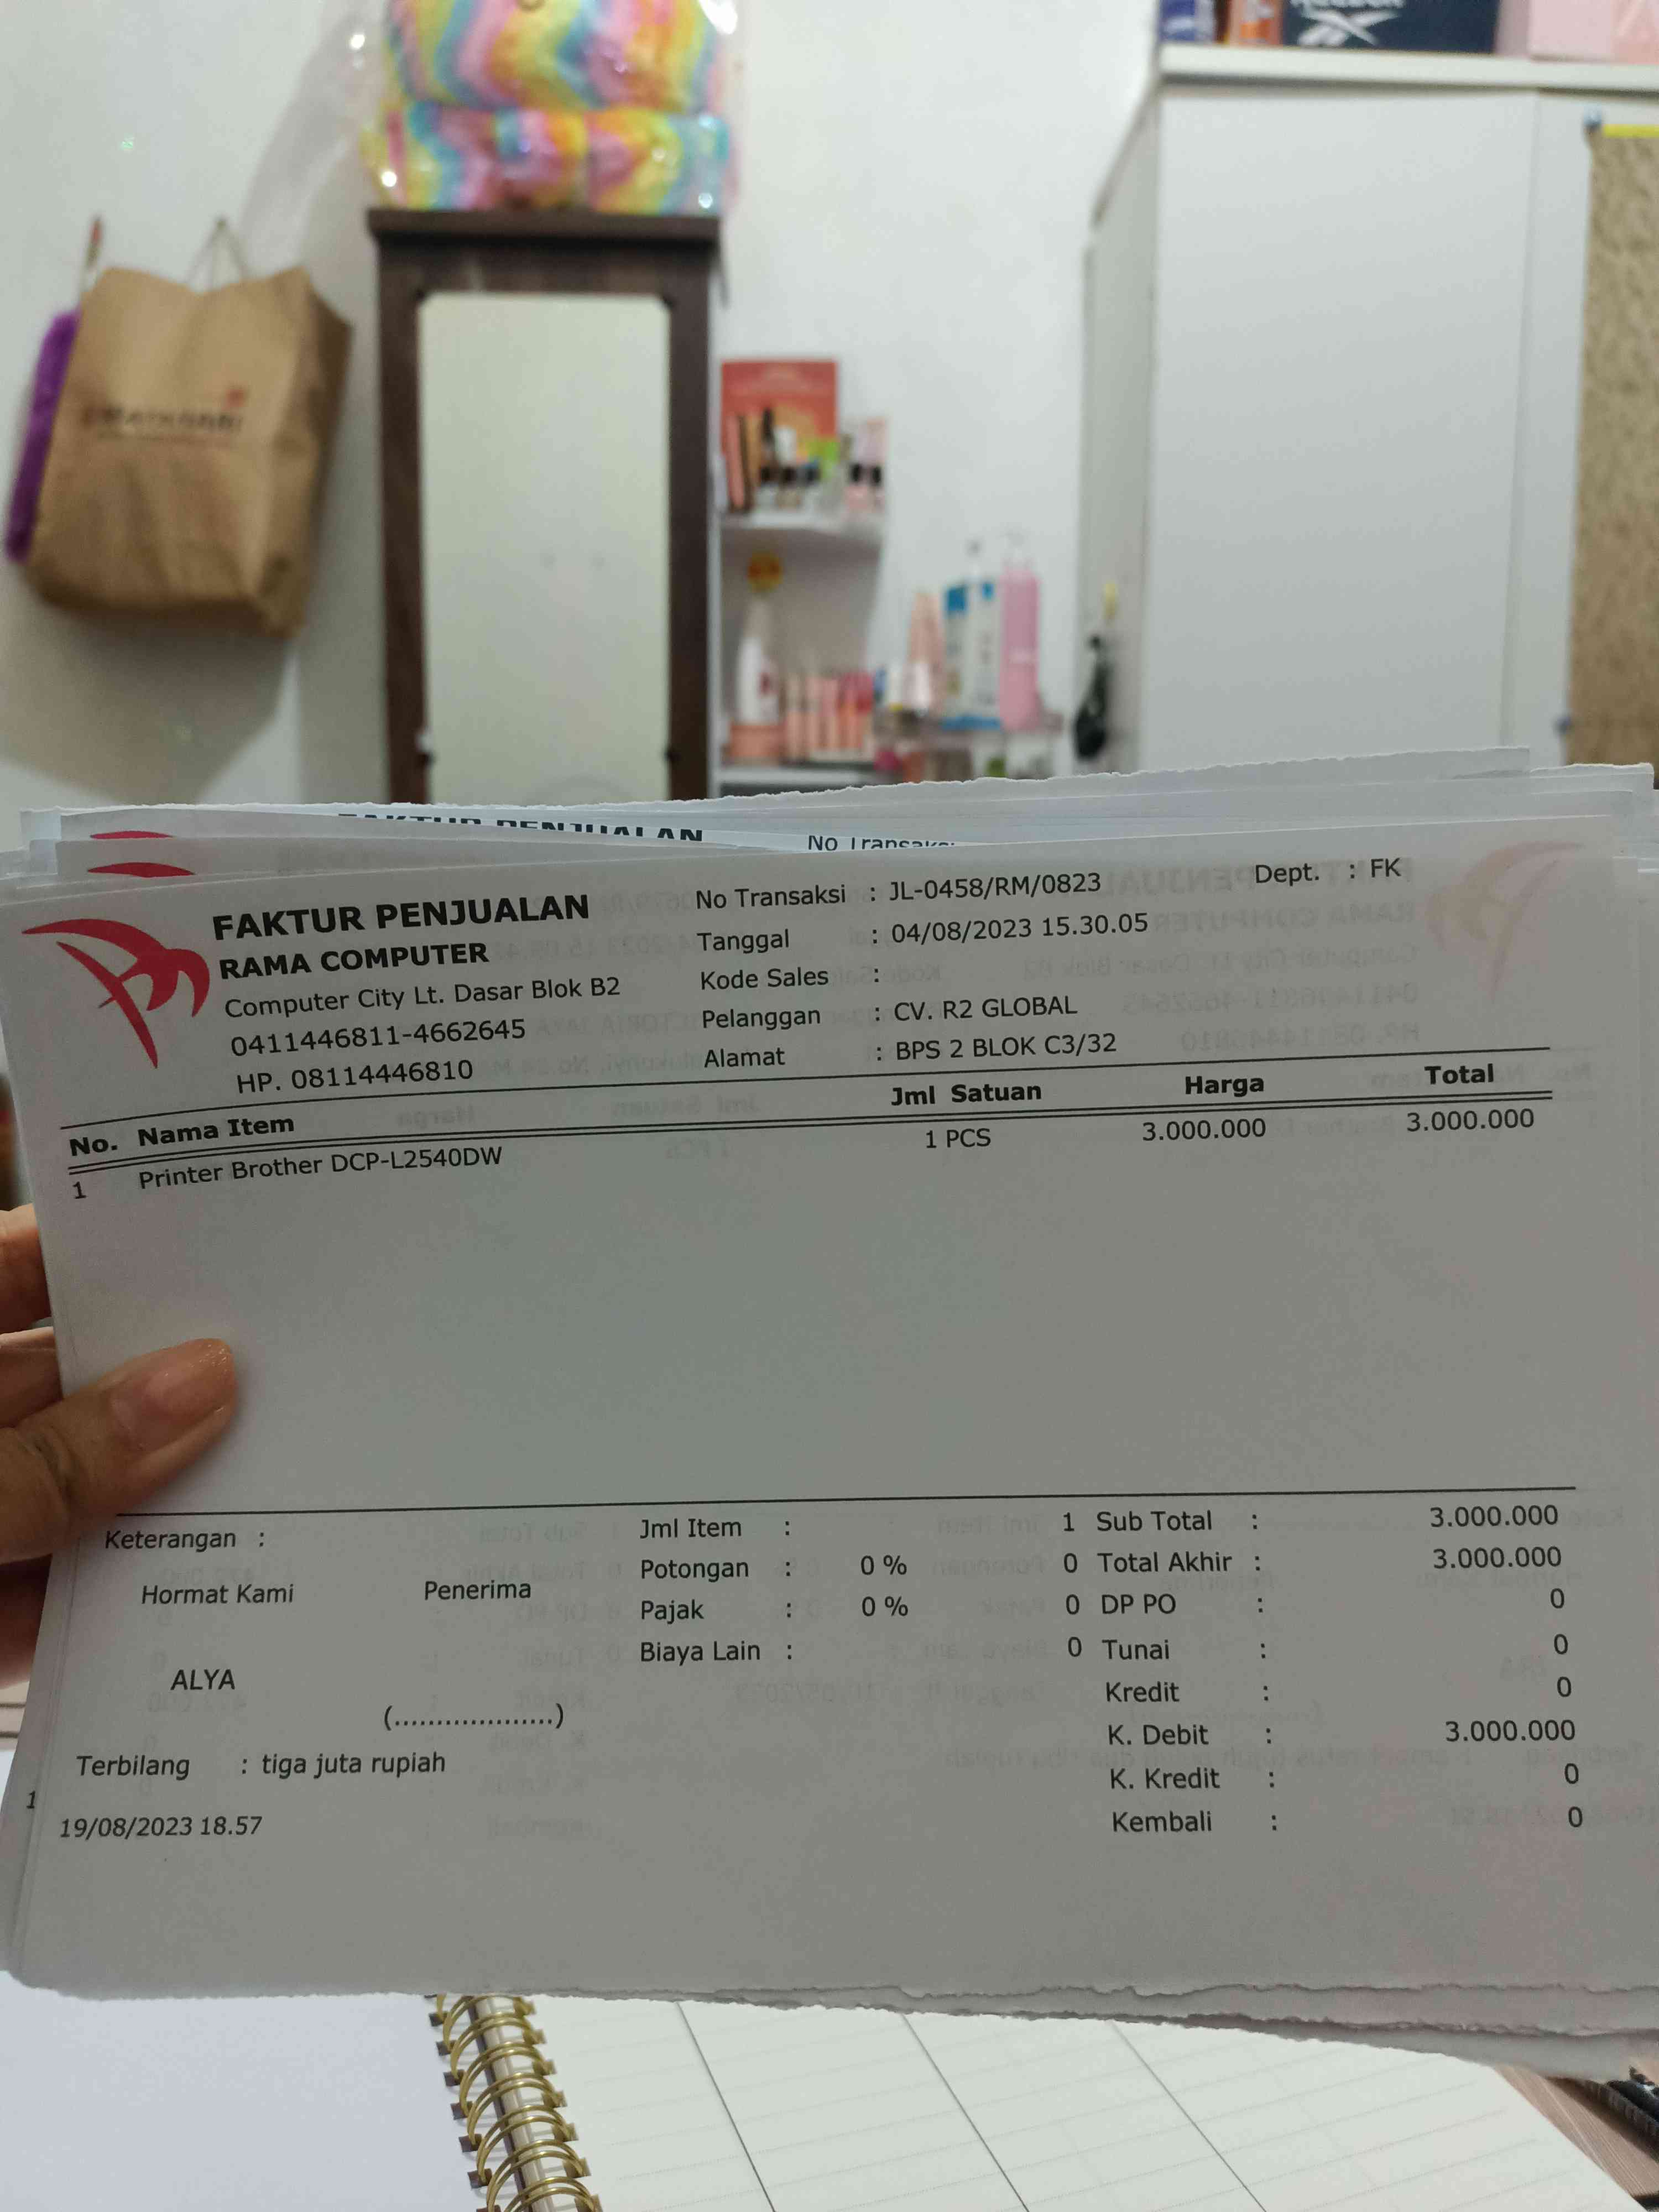 FAKTUR PENJUALAN
No Transaksi
FAKTUR PENJUALAN
RAMA COMPUTER
Computer City Lt. Dasar Blok B2
0411446811-4662645
HP. 08114446810
No Transaksi : JL-0458/RM/0823
Dept. : FK
Tanggal : 04/08/2023 15.30.05
Kode Sales :
Pelanggan : CV. R2 GLOBAL
Alamat : BPS 2 BLOK C3/32
No. Nama Item Jml Satuan Harga Total
1 Printer Brother DCP-L2540DW 1 PCS 3.000.000 3.000.000
Keterangan :
Hormat Kami Penerima
ALYA
(....................)
Terbilang : tiga juta rupiah
1
19/08/2023 18.57
Jml Item : 1
Potongan : 0 % 0
Pajak : 0 % 0
Biaya Lain : 0
Sub Total : 3.000.000
Total Akhir : 3.000.000
DP PO : 0
Tunai : 0
Kredit : 0
K. Debit : 3.000.000
K. Kredit : 0
Kembali : 0